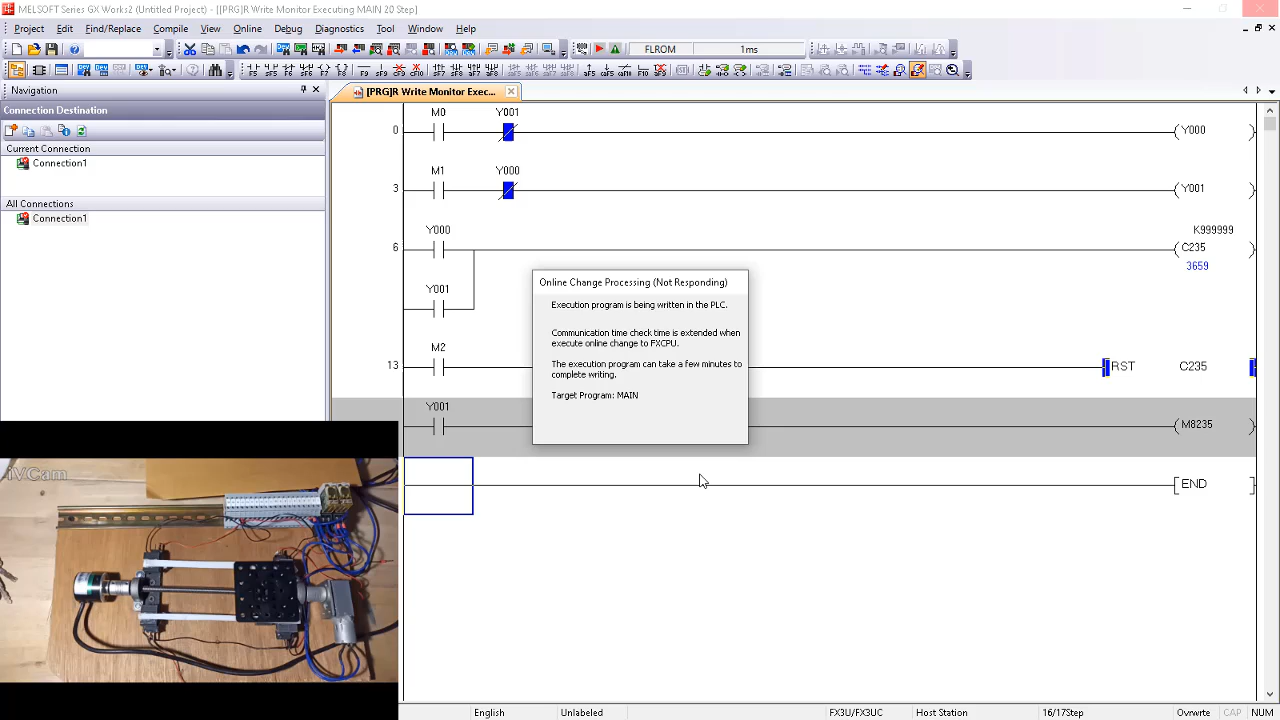 MELSOFT Series GX Works2 (Untitled Project) - [[PRG]R Write Monitor Executing MAIN 20 Step]
Project Edit Find/Replace Compile View Online Debug Diagnostics Tool Window Help
FLROM 1ms
Navigation
[PRG]R Write Monitor Exec...
Connection Destination
Current Connection
Connection1
All Connections
Connection1
M0 Y001
0 Y000
M1 Y000
3 Y001
Y000 K999999
6 C235
3659
Y001
M2
13 RST C235
Y001
M8235
END
Online Change Processing (Not Responding)
Execution program is being written in the PLC.
Communication time check time is extended when
execute online change to FXCPU.
The execution program can take a few minutes to
complete writing.
Target Program: MAIN
iVCam
English Unlabeled FX3U/FX3UC Host Station 16/17Step Ovrwrte CAP NUM